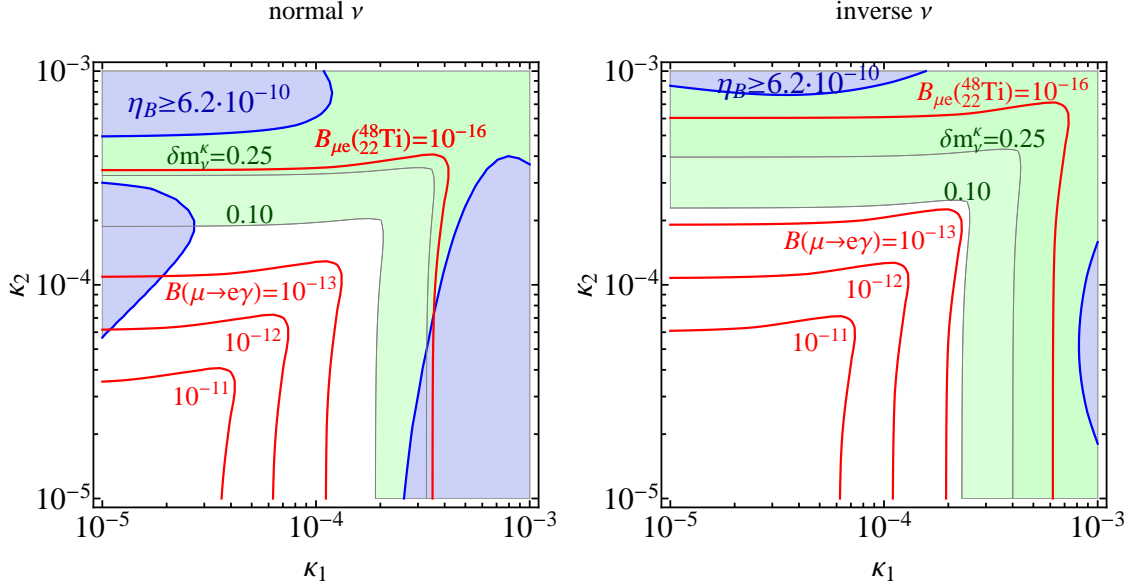 normal ν
inverse ν
10⁻³
η_B≥6.2·10⁻¹⁰
B_μe(⁴⁸₂₂Ti)=10⁻¹⁶
δm_ν^κ=0.25
0.10
κ₂
10⁻⁴
B(μ→eγ)=10⁻¹³
10⁻¹²
10⁻¹¹
10⁻⁵
10⁻⁵
10⁻⁴
10⁻³
κ₁
10⁻³
η_B≥6.2·10⁻¹⁰
B_μe(⁴⁸₂₂Ti)=10⁻¹⁶
δm_ν^κ=0.25
0.10
B(μ→eγ)=10⁻¹³
κ₂
10⁻⁴
10⁻¹²
10⁻¹¹
10⁻⁵
10⁻⁵
10⁻⁴
10⁻³
κ₁